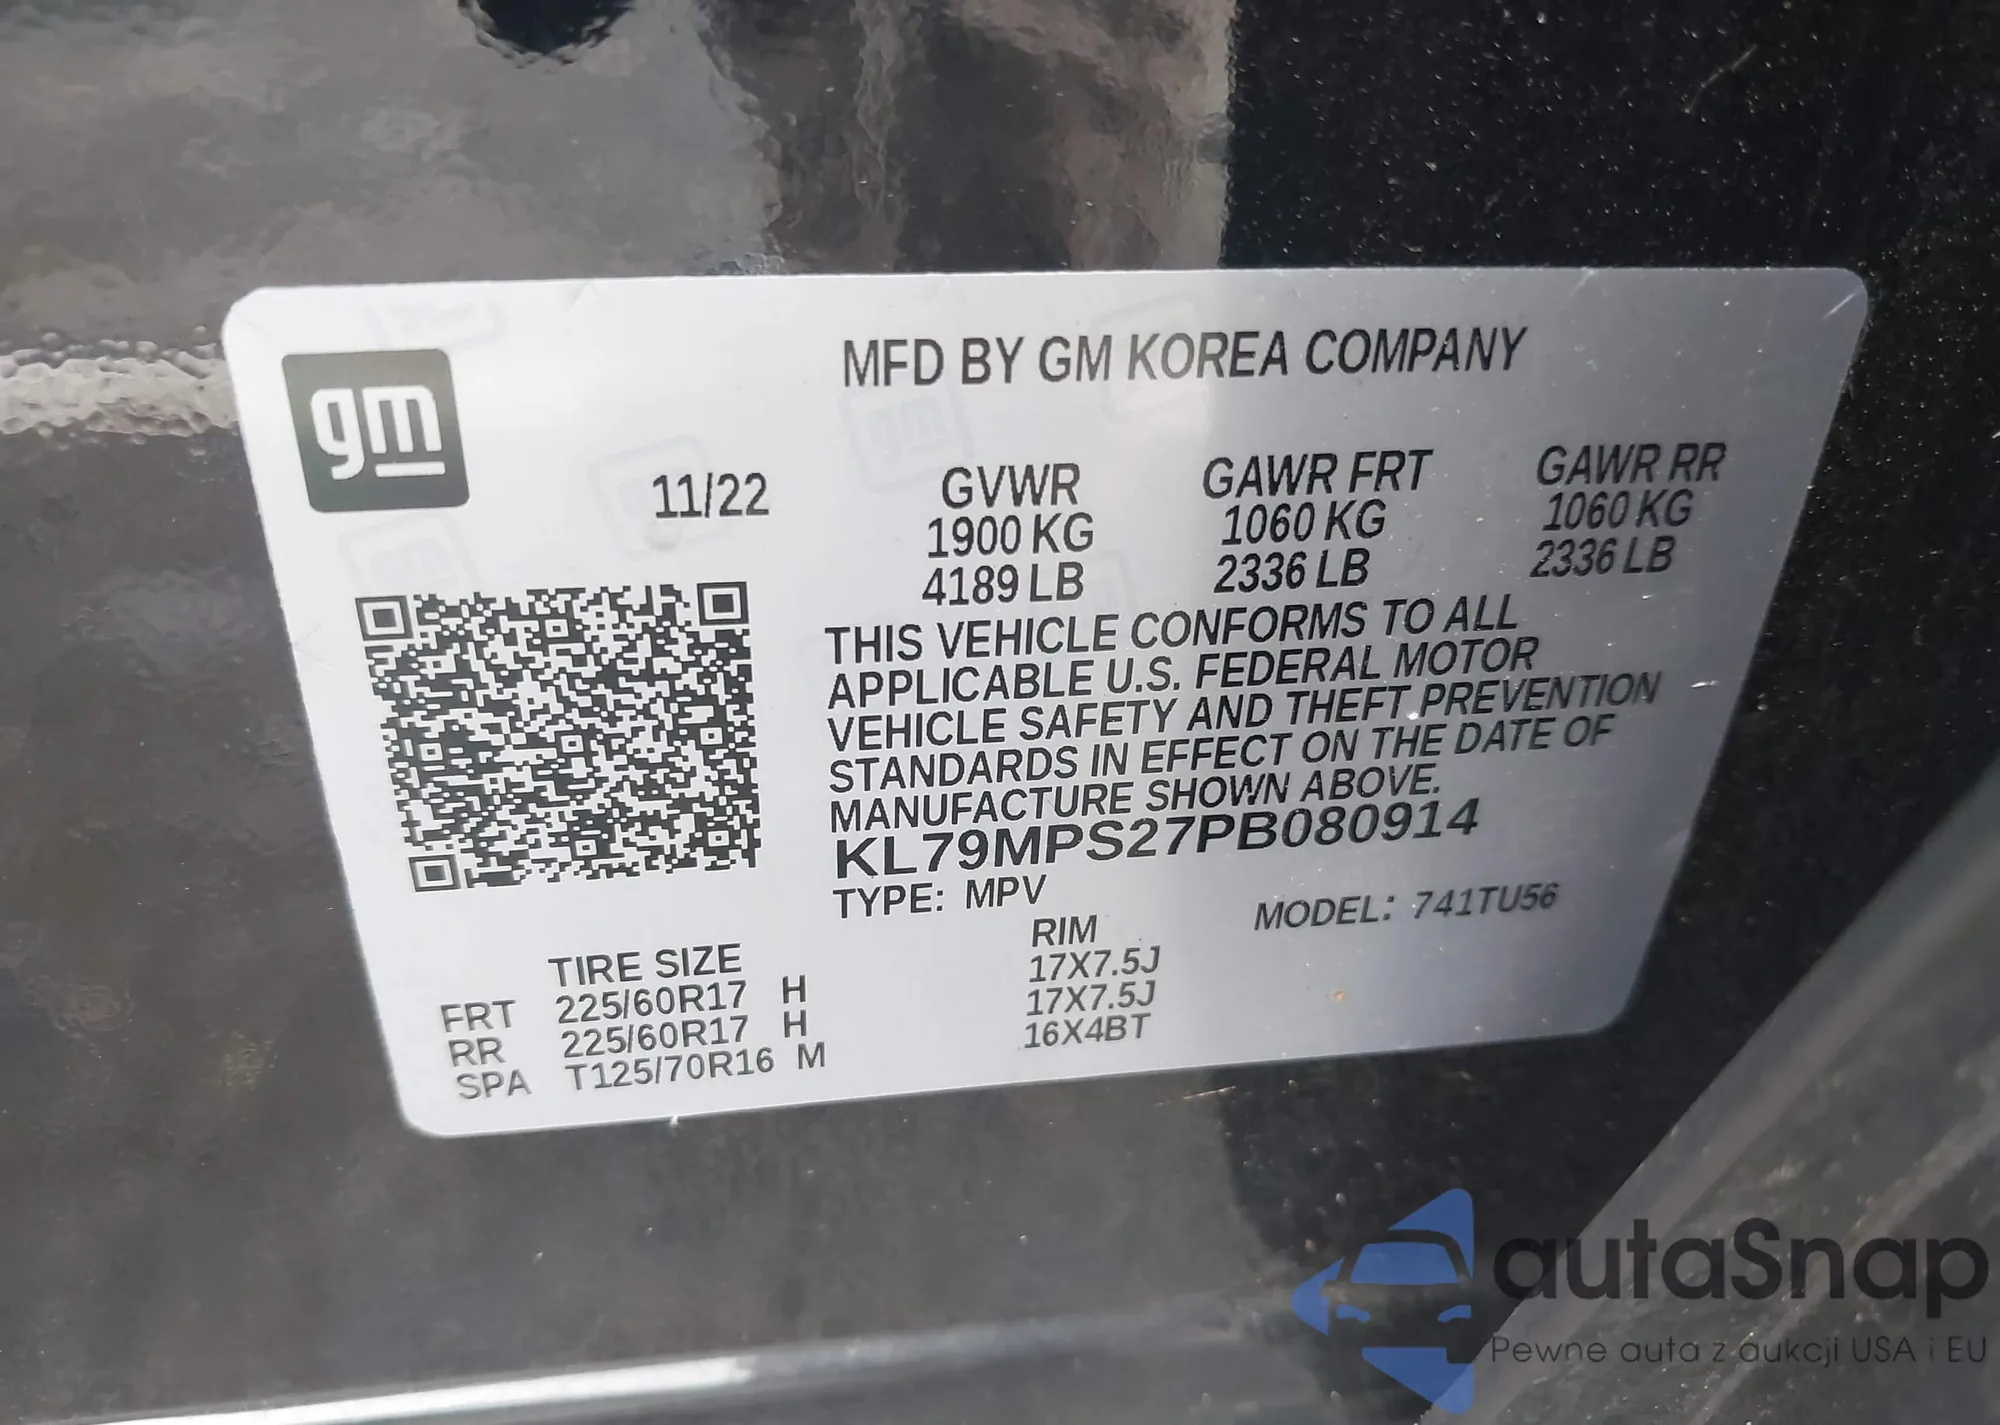 gm
MFD BY GM KOREA COMPANY
11/22
GVWR GAWR FRT GAWR RR
1900 KG 1060 KG 1060 KG
4189 LB 2336 LB 2336 LB
THIS VEHICLE CONFORMS TO ALL
APPLICABLE U.S. FEDERAL MOTOR
VEHICLE SAFETY AND THEFT PREVENTION
STANDARDS IN EFFECT ON THE DATE OF
MANUFACTURE SHOWN ABOVE.
KL79MPS27PB080914
TYPE: MPV MODEL: 741TU56
TIRE SIZE RIM
FRT 225/60R17 H 17X7.5J
RR 225/60R17 H 17X7.5J
SPA T125/70R16 M 16X4BT
autaSnap
Pewne auta z aukcji USA i EU